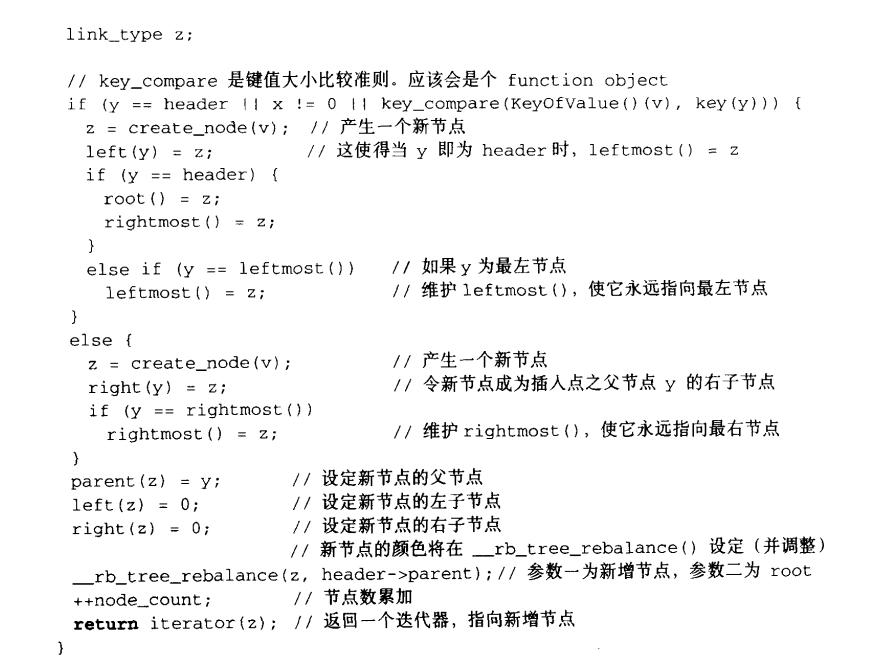 link_type z;
// key_compare 是键值大小比较准则。应该会是个 function object
if (y == header || x != 0 || key_compare(KeyOfValue()(v), key(y))) {
z = create_node(v); // 产生一个新节点
left(y) = z; // 这使得当 y 即为 header 时，leftmost() = z
if (y == header) {
root() = z;
rightmost() = z;
}
else if (y == leftmost()) // 如果 y 为最左节点
leftmost() = z; // 维护 leftmost()，使它永远指向最左节点
}
else {
z = create_node(v); // 产生一个新节点
right(y) = z; // 令新节点成为插入点之父节点 y 的右子节点
if (y == rightmost())
rightmost() = z; // 维护 rightmost()，使它永远指向最右节点
}
parent(z) = y; // 设定新节点的父节点
left(z) = 0; // 设定新节点的左子节点
right(z) = 0; // 设定新节点的右子节点
// 新节点的颜色将在 __rb_tree_rebalance() 设定（并调整）
__rb_tree_rebalance(z, header->parent);// 参数一为新增节点，参数二为 root
++node_count; // 节点数累加
return iterator(z); // 返回一个迭代器，指向新增节点
}